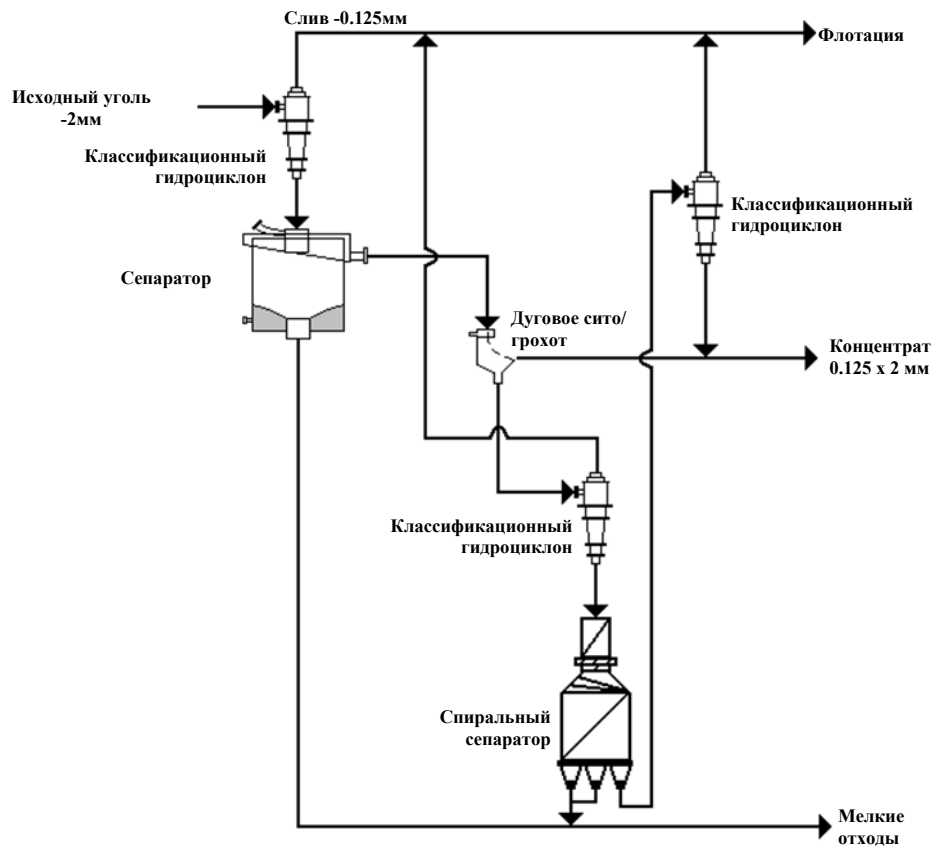 Слив -0.125мм
Флотация
Исходный уголь
-2мм
Классификационный
гидроциклон
Классификационный
гидроциклон
Сепаратор
Дуговое сито/
грохот
Концентрат
0.125 x 2 мм
Классификационный
гидроциклон
Спиральный
сепаратор
Мелкие
отходы